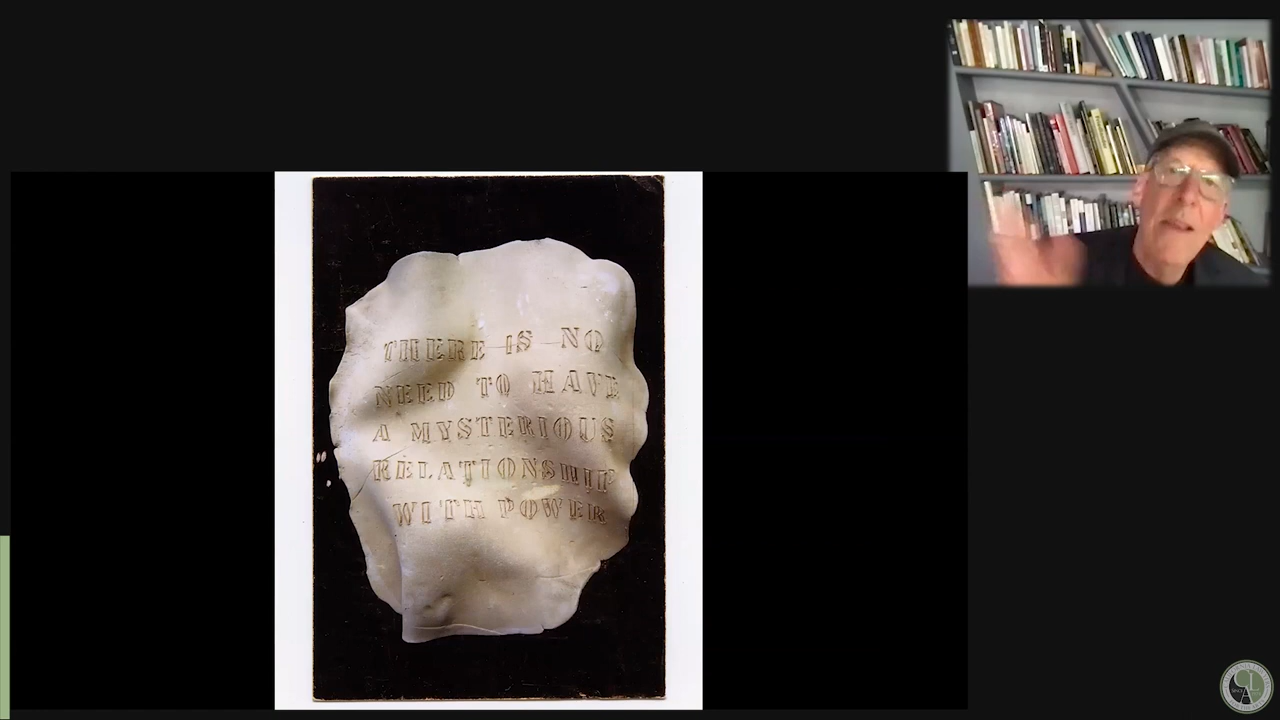 THERE IS NO
NEED TO HAVE
A MYSTERIOUS
RELATIONSHIP
WITH POWER